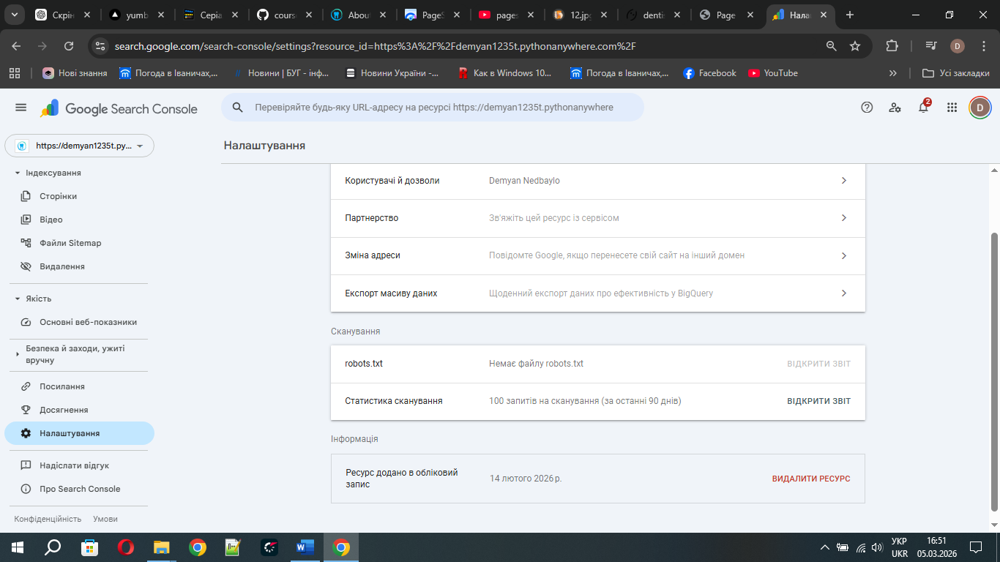 Скрін
yumb
Серіа
cours
About
PageS
pages
12.jpg
denti
Page
Нала
search.google.com/search-console/settings?resource_id=https%3A%2F%2Fdemyan1235t.pythonanywhere.com%2F
D
Нові знання
Погода в Іваничах,...
Новини | БУГ - інф...
Новини України -...
Как в Windows 10...
Погода в Іваничах,...
Facebook
YouTube
Усі закладки
Google Search Console
Перевіряйте будь-яку URL-адресу на ресурсі https://demyan1235t.pythonanywhere
2
D
https://demyan1235t.py...
Індексування
Сторінки
Відео
Файли Sitemap
Видалення
Якість
Основні веб-показники
Безпека й заходи, ужиті
вручну
Посилання
Досягнення
Налаштування
Надіслати відгук
Про Search Console
Конфіденційність Умови
Налаштування
Користувачі й дозволи Demyan Nedbaylo
Партнерство Зв'яжіть цей ресурс із сервісом
Зміна адреси Повідомте Google, якщо перенесете свій сайт на інший домен
Експорт масиву даних Щоденний експорт даних про ефективність у BigQuery
Сканування
robots.txt Немає файлу robots.txt ВІДКРИТИ ЗВІТ
Статистика сканування 100 запитів на сканування (за останні 90 днів) ВІДКРИТИ ЗВІТ
Інформація
Ресурс додано в обліковий
запис
14 лютого 2026 р.
ВИДАЛИТИ РЕСУРС
УКР
UKR
16:51
05.03.2026